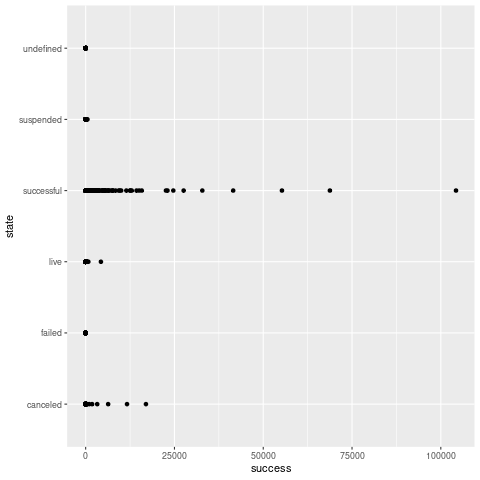 undefined
suspended
successful
live
failed
canceled
state
0 25000 50000 75000 100000
success